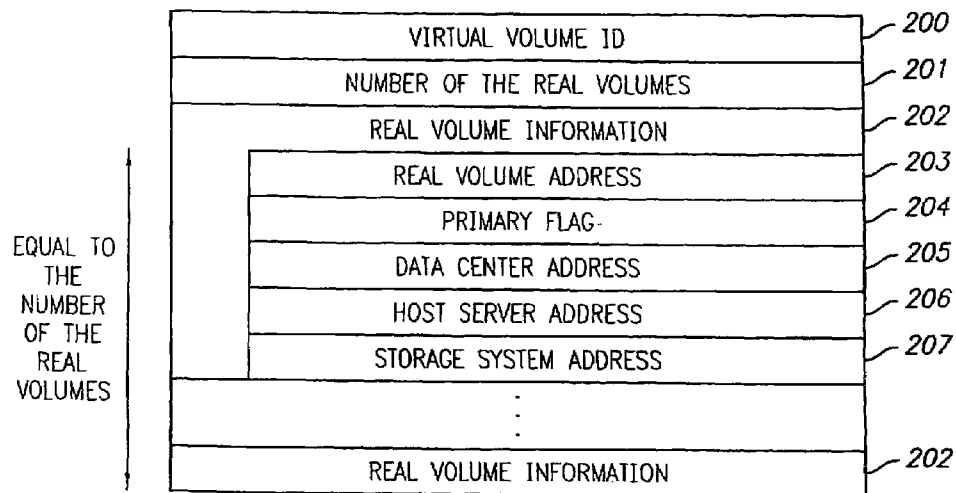 VIRTUAL VOLUME ID 200
NUMBER OF THE REAL VOLUMES 201
REAL VOLUME INFORMATION 202
REAL VOLUME ADDRESS 203
PRIMARY FLAG 204
DATA CENTER ADDRESS 205
HOST SERVER ADDRESS 206
STORAGE SYSTEM ADDRESS 207
REAL VOLUME INFORMATION 202
EQUAL TO
THE
NUMBER
OF THE
REAL
VOLUMES